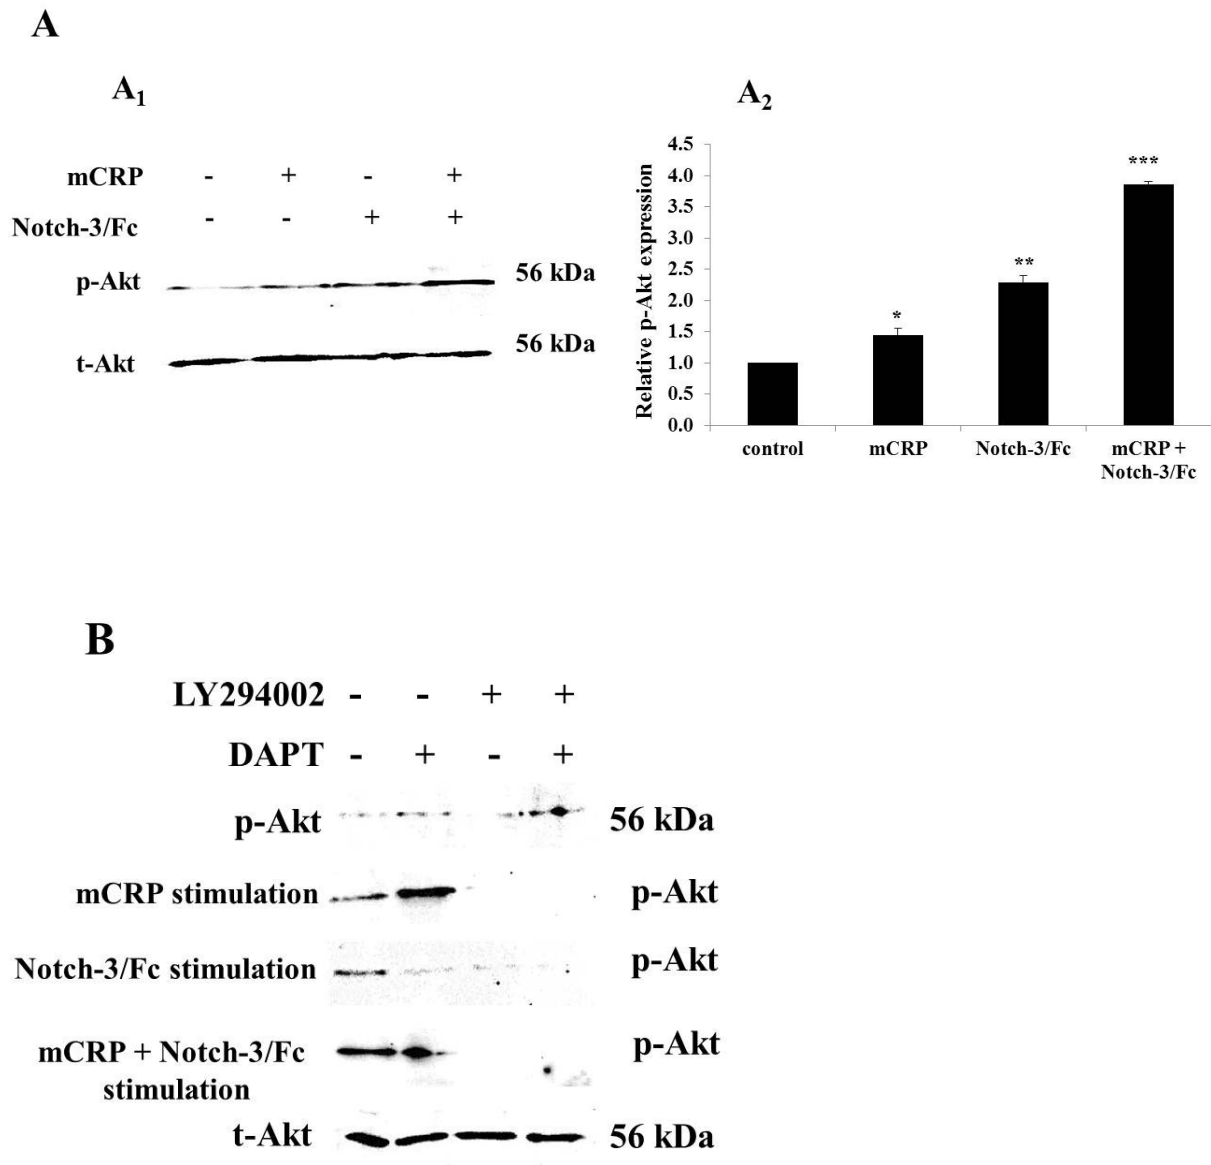 A
A1
mCRP - + - +
Notch-3/Fc - - + +
p-Akt 56 kDa
t-Akt 56 kDa
A2
Relative p-Akt expression
4.5
4.0
3.5
3.0
2.5
2.0
1.5
1.0
0.5
0.0
*
**
***
control mCRP Notch-3/Fc mCRP +
Notch-3/Fc
B
LY294002 - - + +
DAPT - + - +
p-Akt 56 kDa
mCRP stimulation p-Akt
Notch-3/Fc stimulation p-Akt
mCRP + Notch-3/Fc p-Akt
stimulation
t-Akt 56 kDa